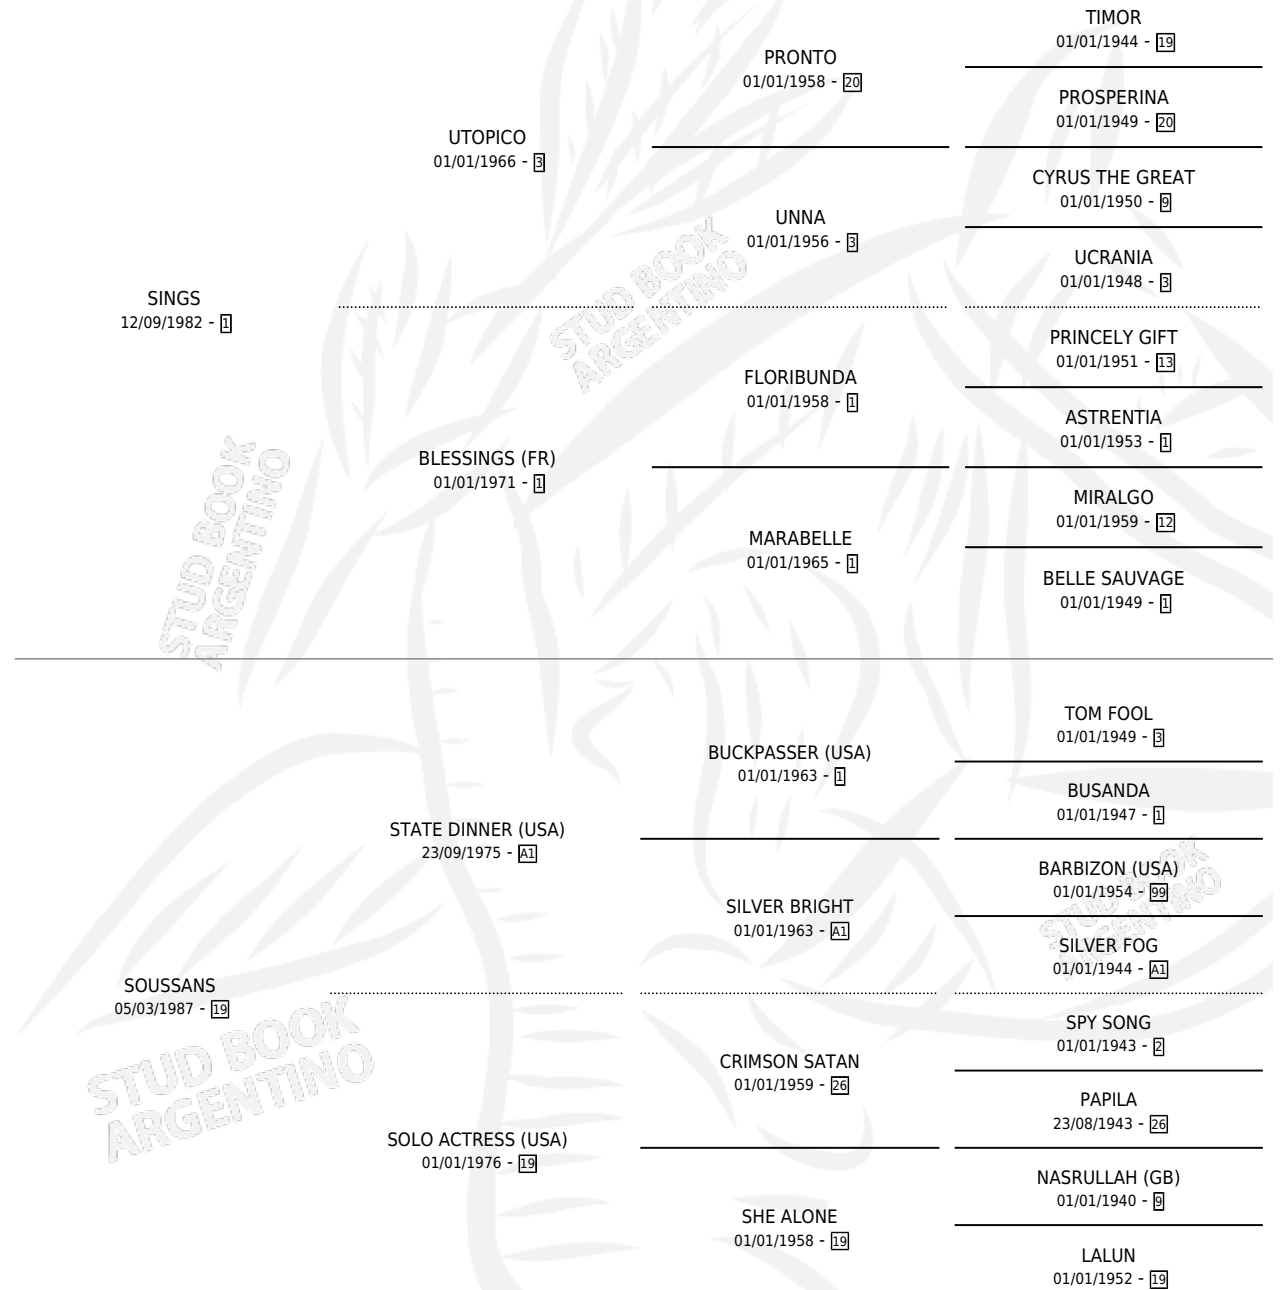 TIMOR
01/01/1944 - 19
PRONTO
01/01/1958 - 20
PROSPERINA
01/01/1949 - 20
UTOPICO
01/01/1966 - 3
CYRUS THE GREAT
01/01/1950 - 9
UNNA
01/01/1956 - 3
UCRANIA
01/01/1948 - 3
SINGS
12/09/1982 - 1
STUD BOOK
ARGENTINO
PRINCELY GIFT
01/01/1951 - 13
FLORIBUNDA
01/01/1958 - 1
ASTRENTIA
01/01/1953 - 1
BLESSINGS (FR)
01/01/1971 - 1
MIRALGO
01/01/1959 - 12
MARABELLE
01/01/1965 - 1
BELLE SAUVAGE
01/01/1949 - 1
STUD BOOK
ARGENTINO
TOM FOOL
01/01/1949 - 3
BUCKPASSER (USA)
01/01/1963 - 1
BUSANDA
01/01/1947 - 1
STATE DINNER (USA)
23/09/1975 - A1
BARBIZON (USA)
01/01/1954 - 99
SILVER BRIGHT
01/01/1963 - A1
SILVER FOG
01/01/1944 - A1
STUD BOOK
ARGENTINO
SOUSSANS
05/03/1987 - 19
SPY SONG
01/01/1943 - 2
CRIMSON SATAN
01/01/1959 - 26
PAPILA
23/08/1943 - 26
STUD BOOK
ARGENTINO
SOLO ACTRESS (USA)
01/01/1976 - 19
NASRULLAH (GB)
01/01/1940 - 9
SHE ALONE
01/01/1958 - 19
LALUN
01/01/1952 - 19